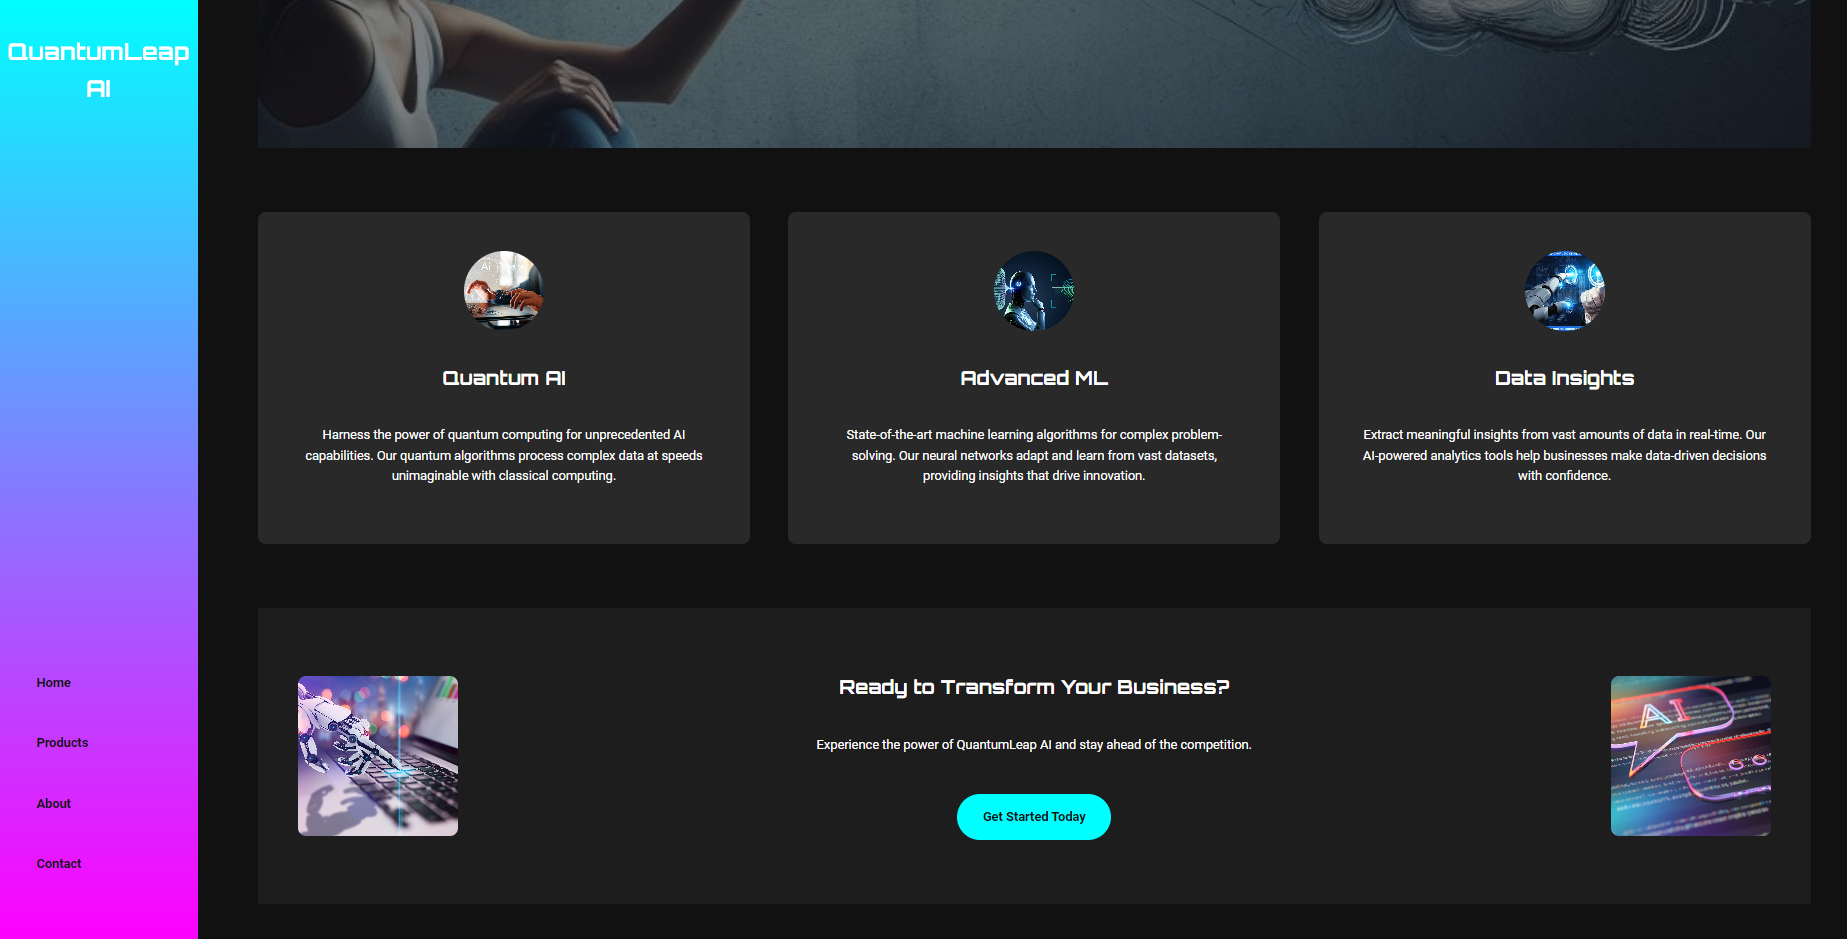 QuantumLeap
AI
Home
Products
About
Contact
Ai
Quantum AI
Harness the power of quantum computing for unprecedented AI
capabilities. Our quantum algorithms process complex data at speeds
unimaginable with classical computing.
Advanced ML
State-of-the-art machine learning algorithms for complex problem-
solving. Our neural networks adapt and learn from vast datasets,
providing insights that drive innovation.
Data Insights
Extract meaningful insights from vast amounts of data in real-time. Our
AI-powered analytics tools help businesses make data-driven decisions
with confidence.
Ready to Transform Your Business?
Experience the power of QuantumLeap AI and stay ahead of the competition.
Get Started Today
AI